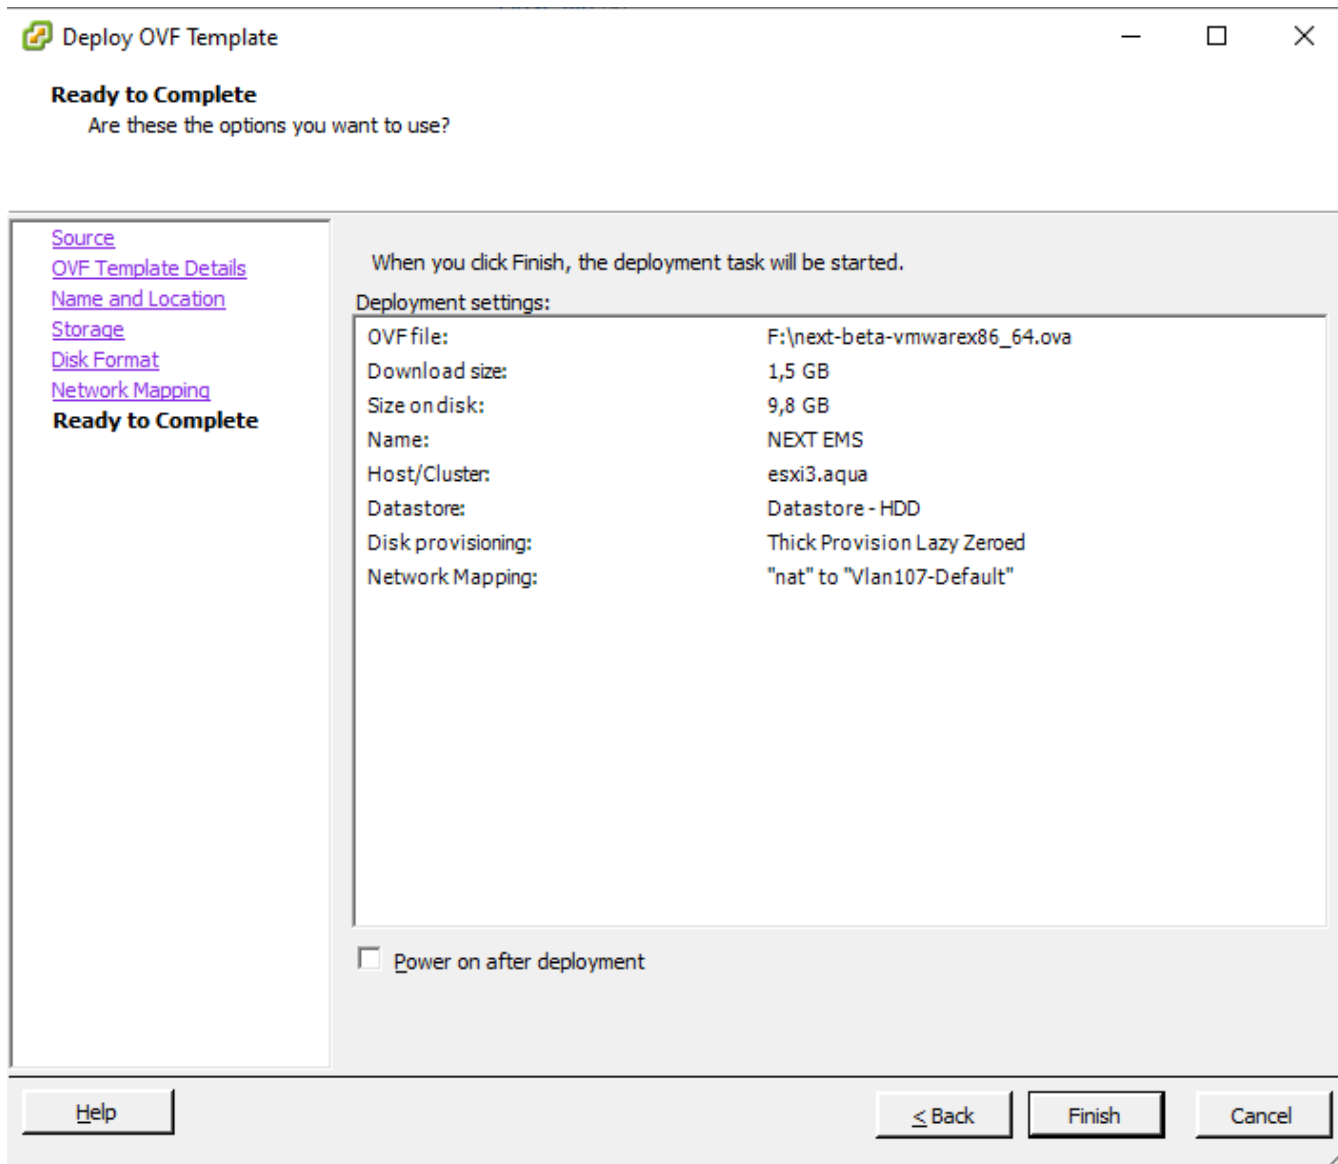 Deploy OVF Template
Ready to Complete
Are these the options you want to use?
Source
OVF Template Details
Name and Location
Storage
Disk Format
Network Mapping
Ready to Complete
When you click Finish, the deployment task will be started.
Deployment settings:
OVF file: F:\next-beta-vmwarex86_64.ova
Download size: 1,5 GB
Size on disk: 9,8 GB
Name: NEXT EMS
Host/Cluster: esxi3.aqua
Datastore: Datastore - HDD
Disk provisioning: Thick Provision Lazy Zeroed
Network Mapping: "nat" to "Vlan107-Default"
Power on after deployment
Help
≤ Back
Finish
Cancel